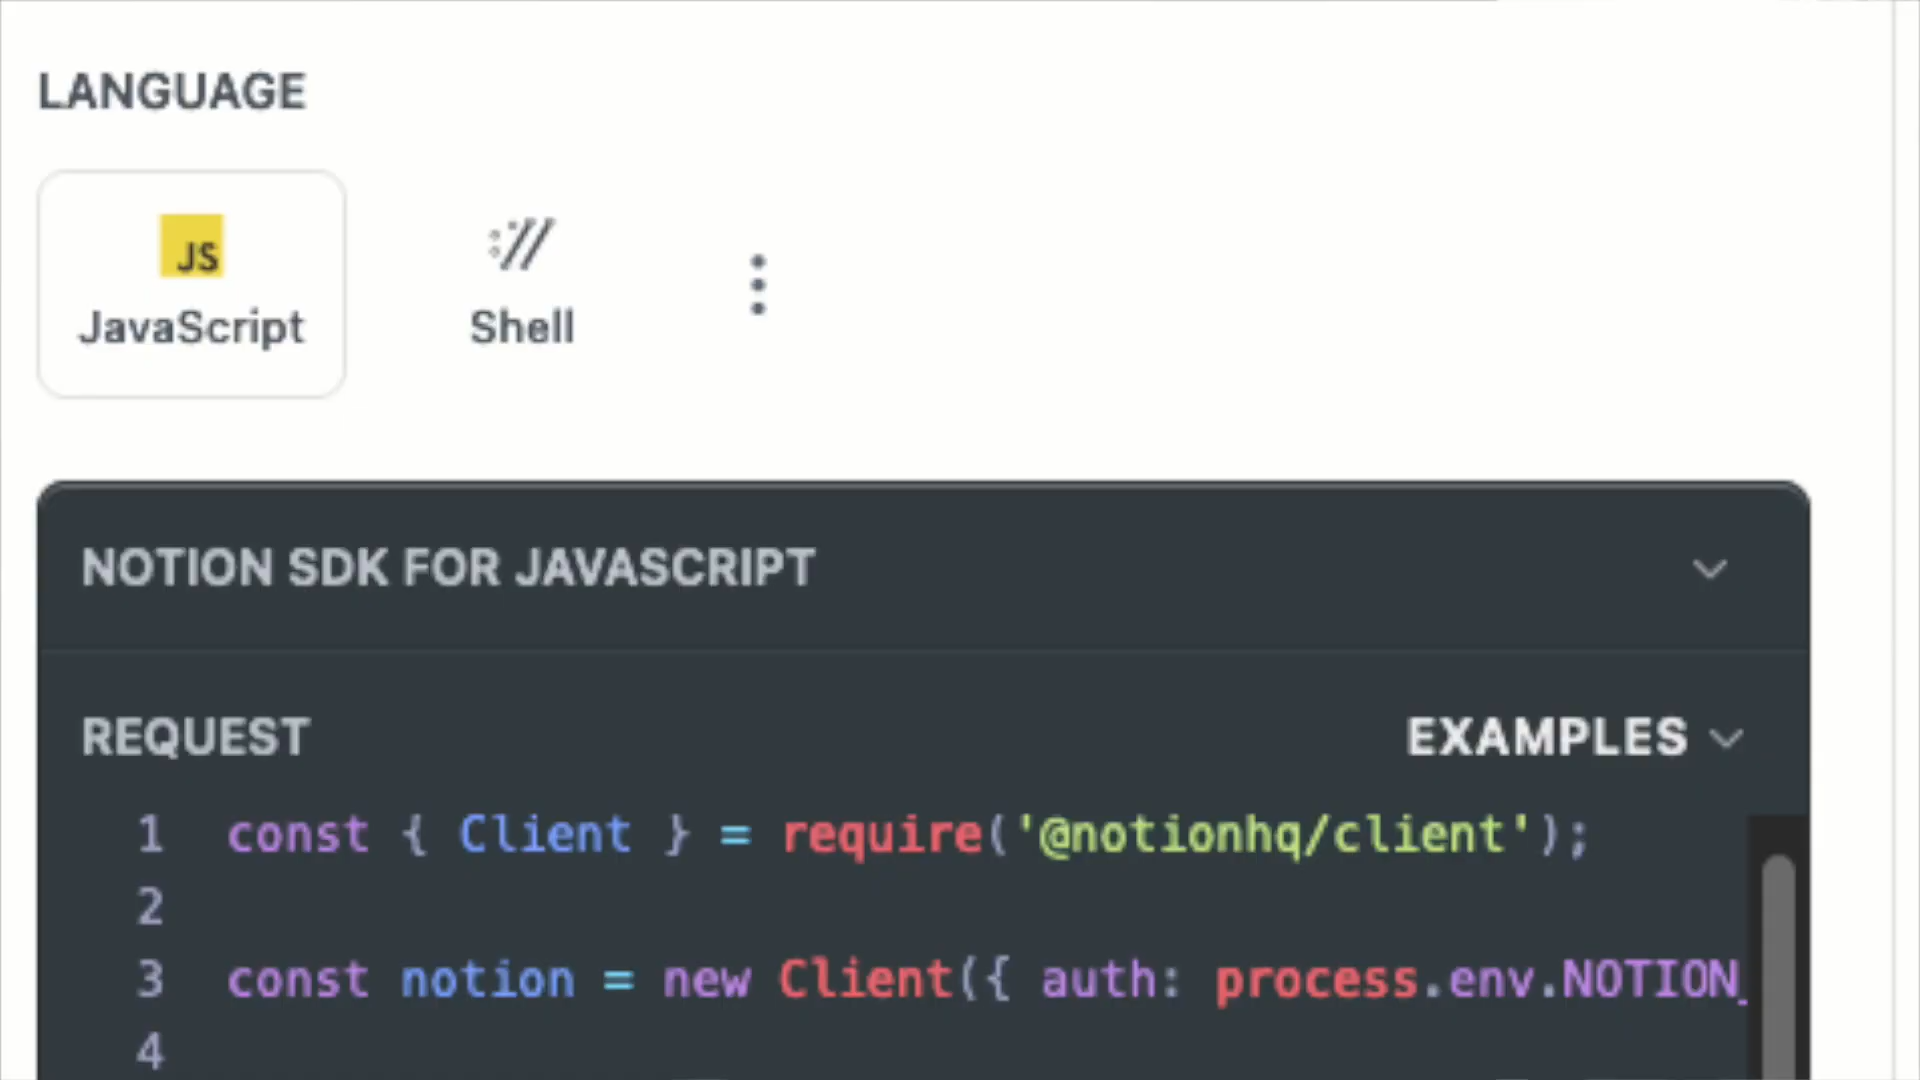 LANGUAGE
JS
://
JavaScript
Shell
NOTION SDK FOR JAVASCRIPT
REQUEST
EXAMPLES
1 const { Client } = require('@notionhq/client');
2
3 const notion = new Client({ auth: process.env.NOTION_
4